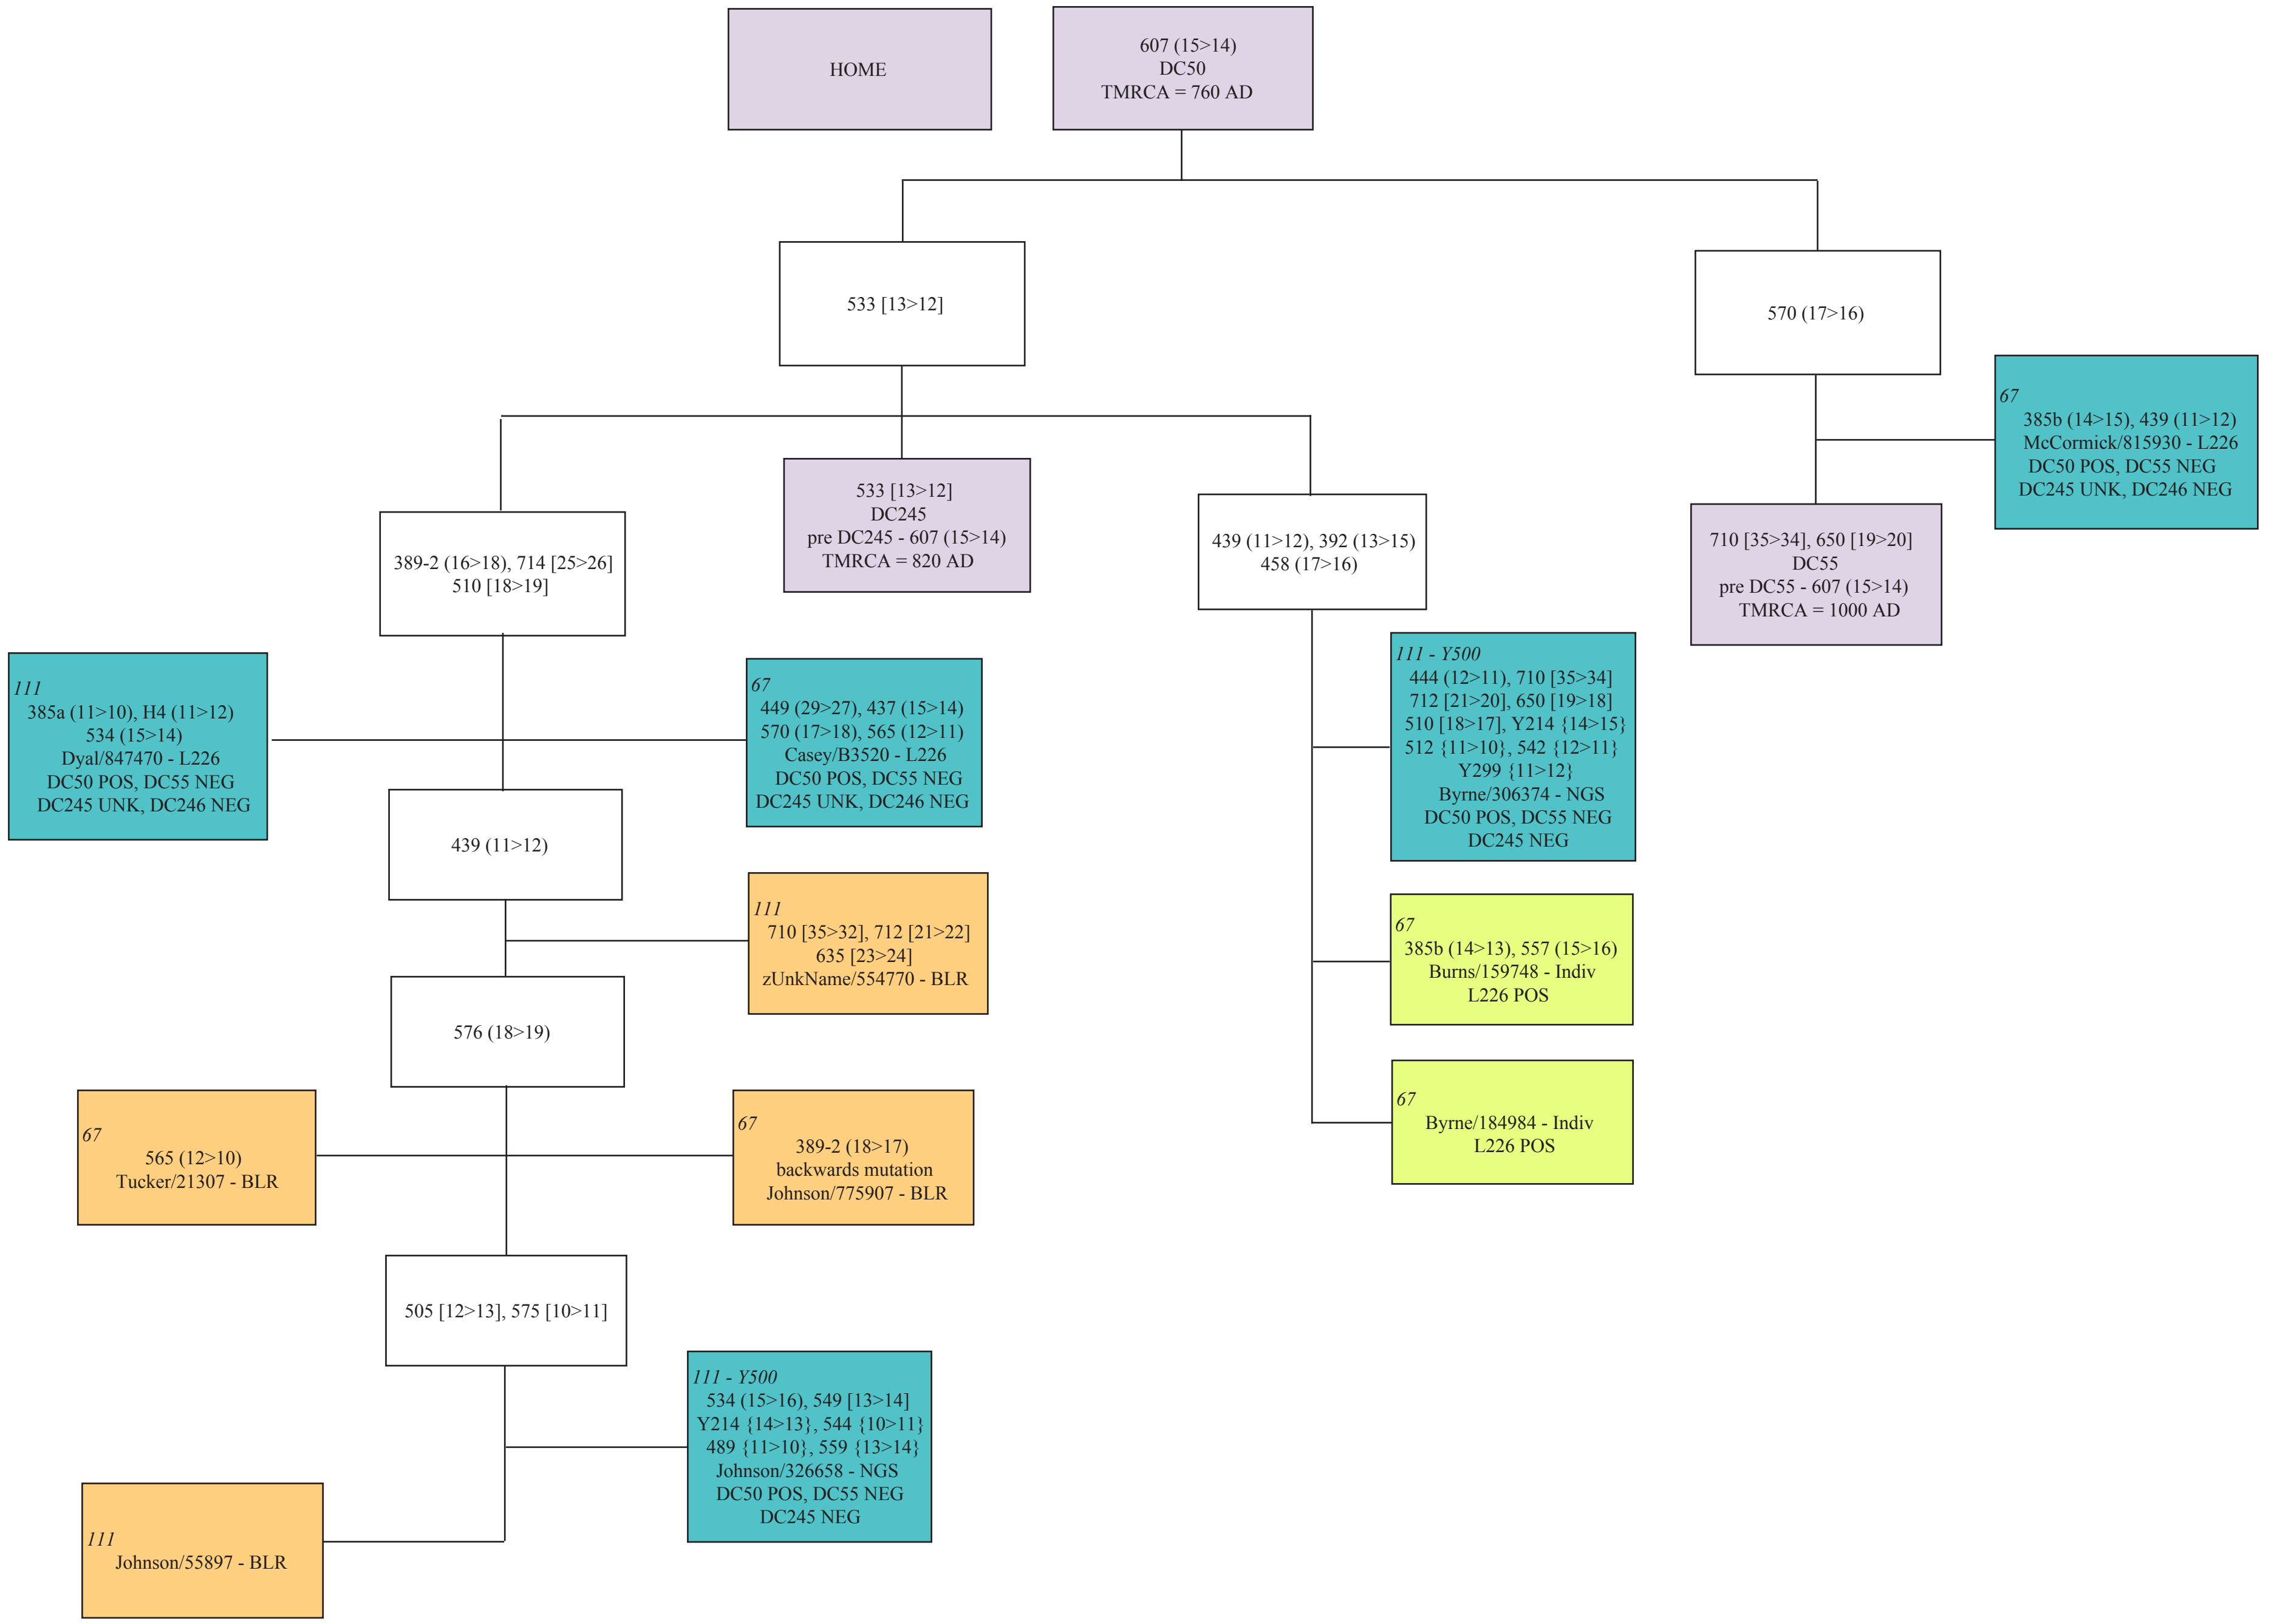 HOME
607 (15>14)
DC50
TMRCA = 760 AD
533 [13>12]
570 (17>16)
67
385b (14>15), 439 (11>12)
McCormick/815930 - L226
DC50 POS, DC55 NEG
DC245 UNK, DC246 NEG
533 [13>12]
DC245
pre DC245 - 607 (15>14)
TMRCA = 820 AD
389-2 (16>18), 714 [25>26]
510 [18>19]
439 (11>12), 392 (13>15)
458 (17>16)
710 [35>34], 650 [19>20]
DC55
pre DC55 - 607 (15>14)
TMRCA = 1000 AD
111
385a (11>10), H4 (11>12)
534 (15>14)
Dyal/847470 - L226
DC50 POS, DC55 NEG
DC245 UNK, DC246 NEG
67
449 (29>27), 437 (15>14)
570 (17>18), 565 (12>11)
Casey/B3520 - L226
DC50 POS, DC55 NEG
DC245 UNK, DC246 NEG
111 - Y500
444 (12>11), 710 [35>34]
712 [21>20], 650 [19>18]
510 [18>17], Y214 {14>15}
512 {11>10}, 542 {12>11}
Y299 {11>12}
Byrne/306374 - NGS
DC50 POS, DC55 NEG
DC245 NEG
439 (11>12)
111
710 [35>32], 712 [21>22]
635 [23>24]
zUnkName/554770 - BLR
67
385b (14>13), 557 (15>16)
Burns/159748 - Indiv
L226 POS
576 (18>19)
67
Byrne/184984 - Indiv
L226 POS
67
565 (12>10)
Tucker/21307 - BLR
67
389-2 (18>17)
backwards mutation
Johnson/775907 - BLR
505 [12>13], 575 [10>11]
111 - Y500
534 (15>16), 549 [13>14]
Y214 {14>13}, 544 {10>11}
489 {11>10}, 559 {13>14}
Johnson/326658 - NGS
DC50 POS, DC55 NEG
DC245 NEG
111
Johnson/55897 - BLR